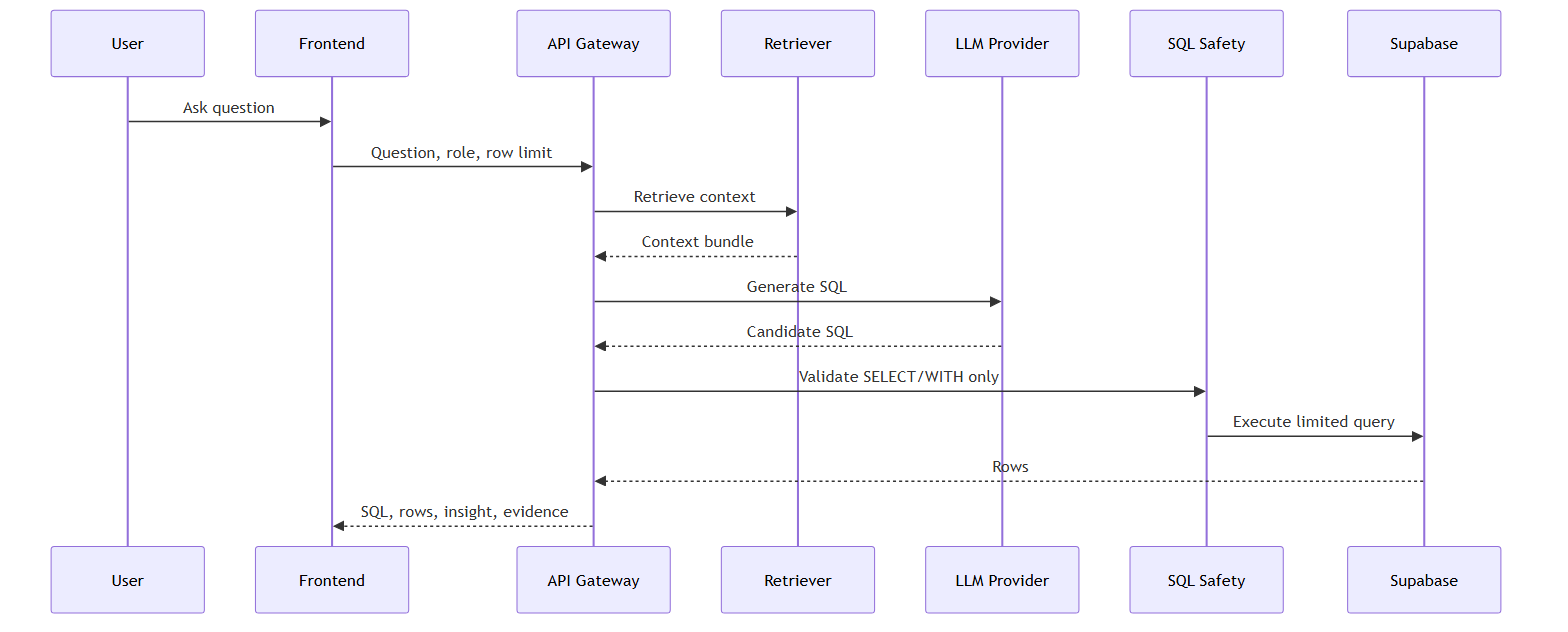 User
Frontend
API Gateway
Retriever
LLM Provider
SQL Safety
Supabase
Ask question
Question, role, row limit
Retrieve context
Context bundle
Generate SQL
Candidate SQL
Validate SELECT/WITH only
Execute limited query
Rows
SQL, rows, insight, evidence
User
Frontend
API Gateway
Retriever
LLM Provider
SQL Safety
Supabase